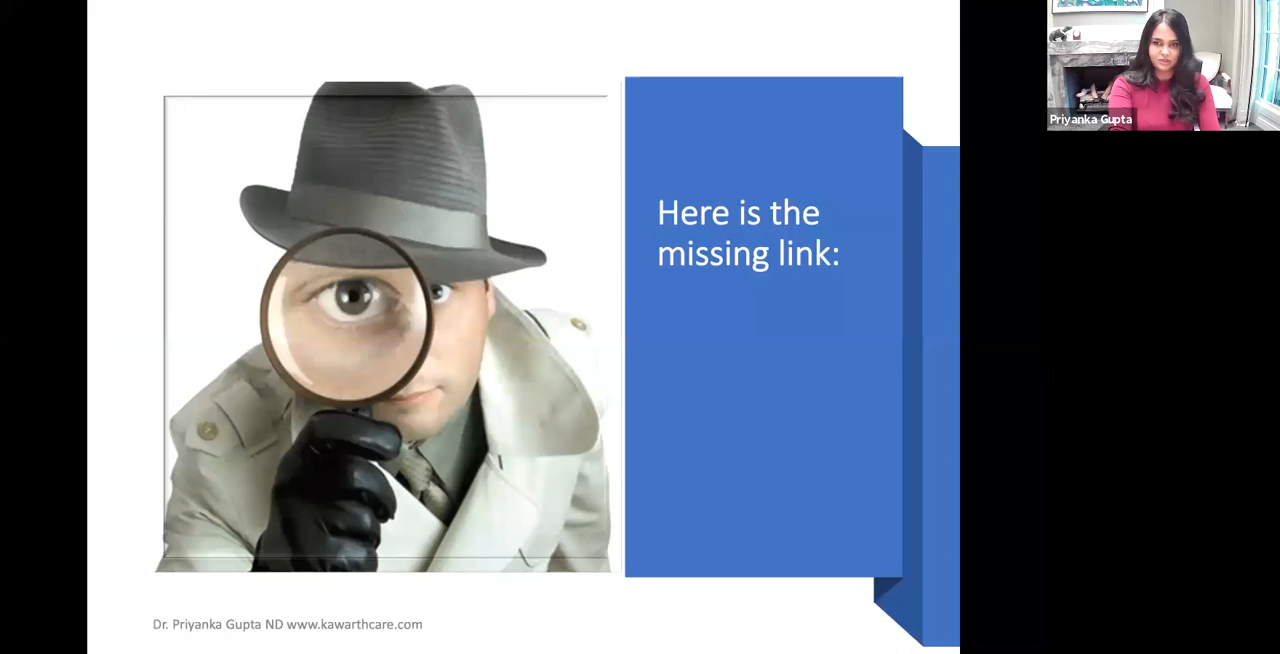 Here is the
missing link:
Priyanka Gupta
Dr. Priyanka Gupta ND www.kawarthcare.com